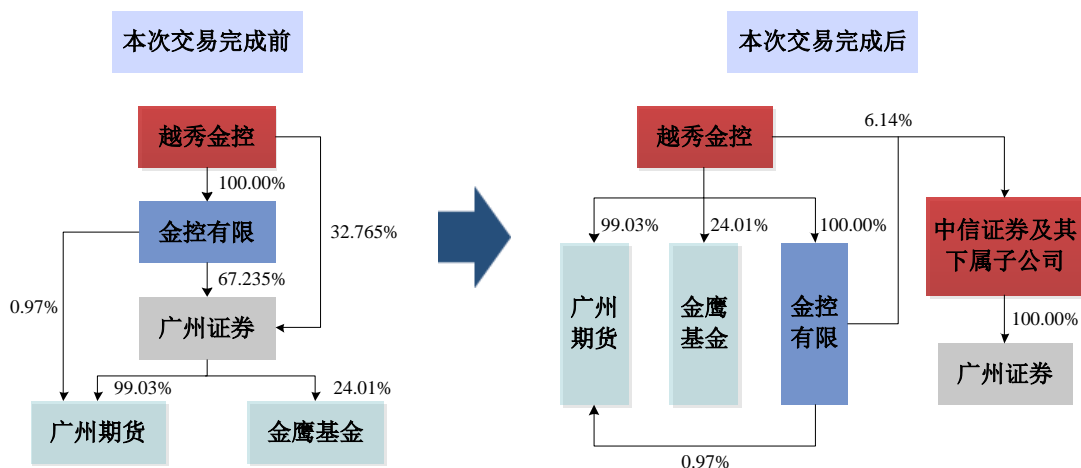 本次交易完成前
越秀金控
100.00%
金控有限
32.765%
67.235%
0.97%
广州证券
99.03%
24.01%
广州期货
金鹰基金
本次交易完成后
越秀金控
6.14%
99.03%
24.01%
100.00%
中信证券及其
下属子公司
广州
期货
金鹰
基金
金控
有限
100.00%
广州证券
0.97%